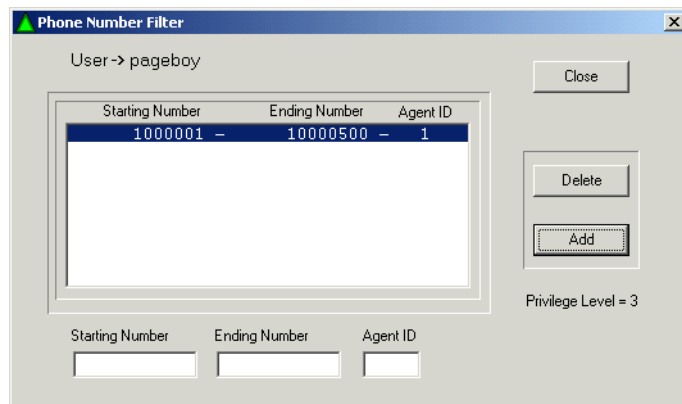 Phone Number Filter
User -> pageboy
Close
Starting Number Ending Number Agent ID
1000001 – 10000500 – 1
Delete
Add
Privilege Level = 3
Starting Number Ending Number Agent ID